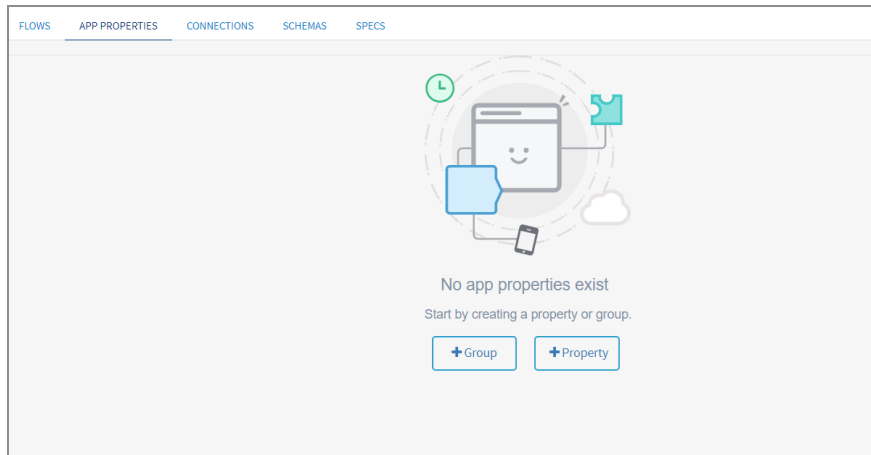 FLOWS APP PROPERTIES CONNECTIONS SCHEMAS SPECS
No app properties exist
Start by creating a property or group.
+Group +Property